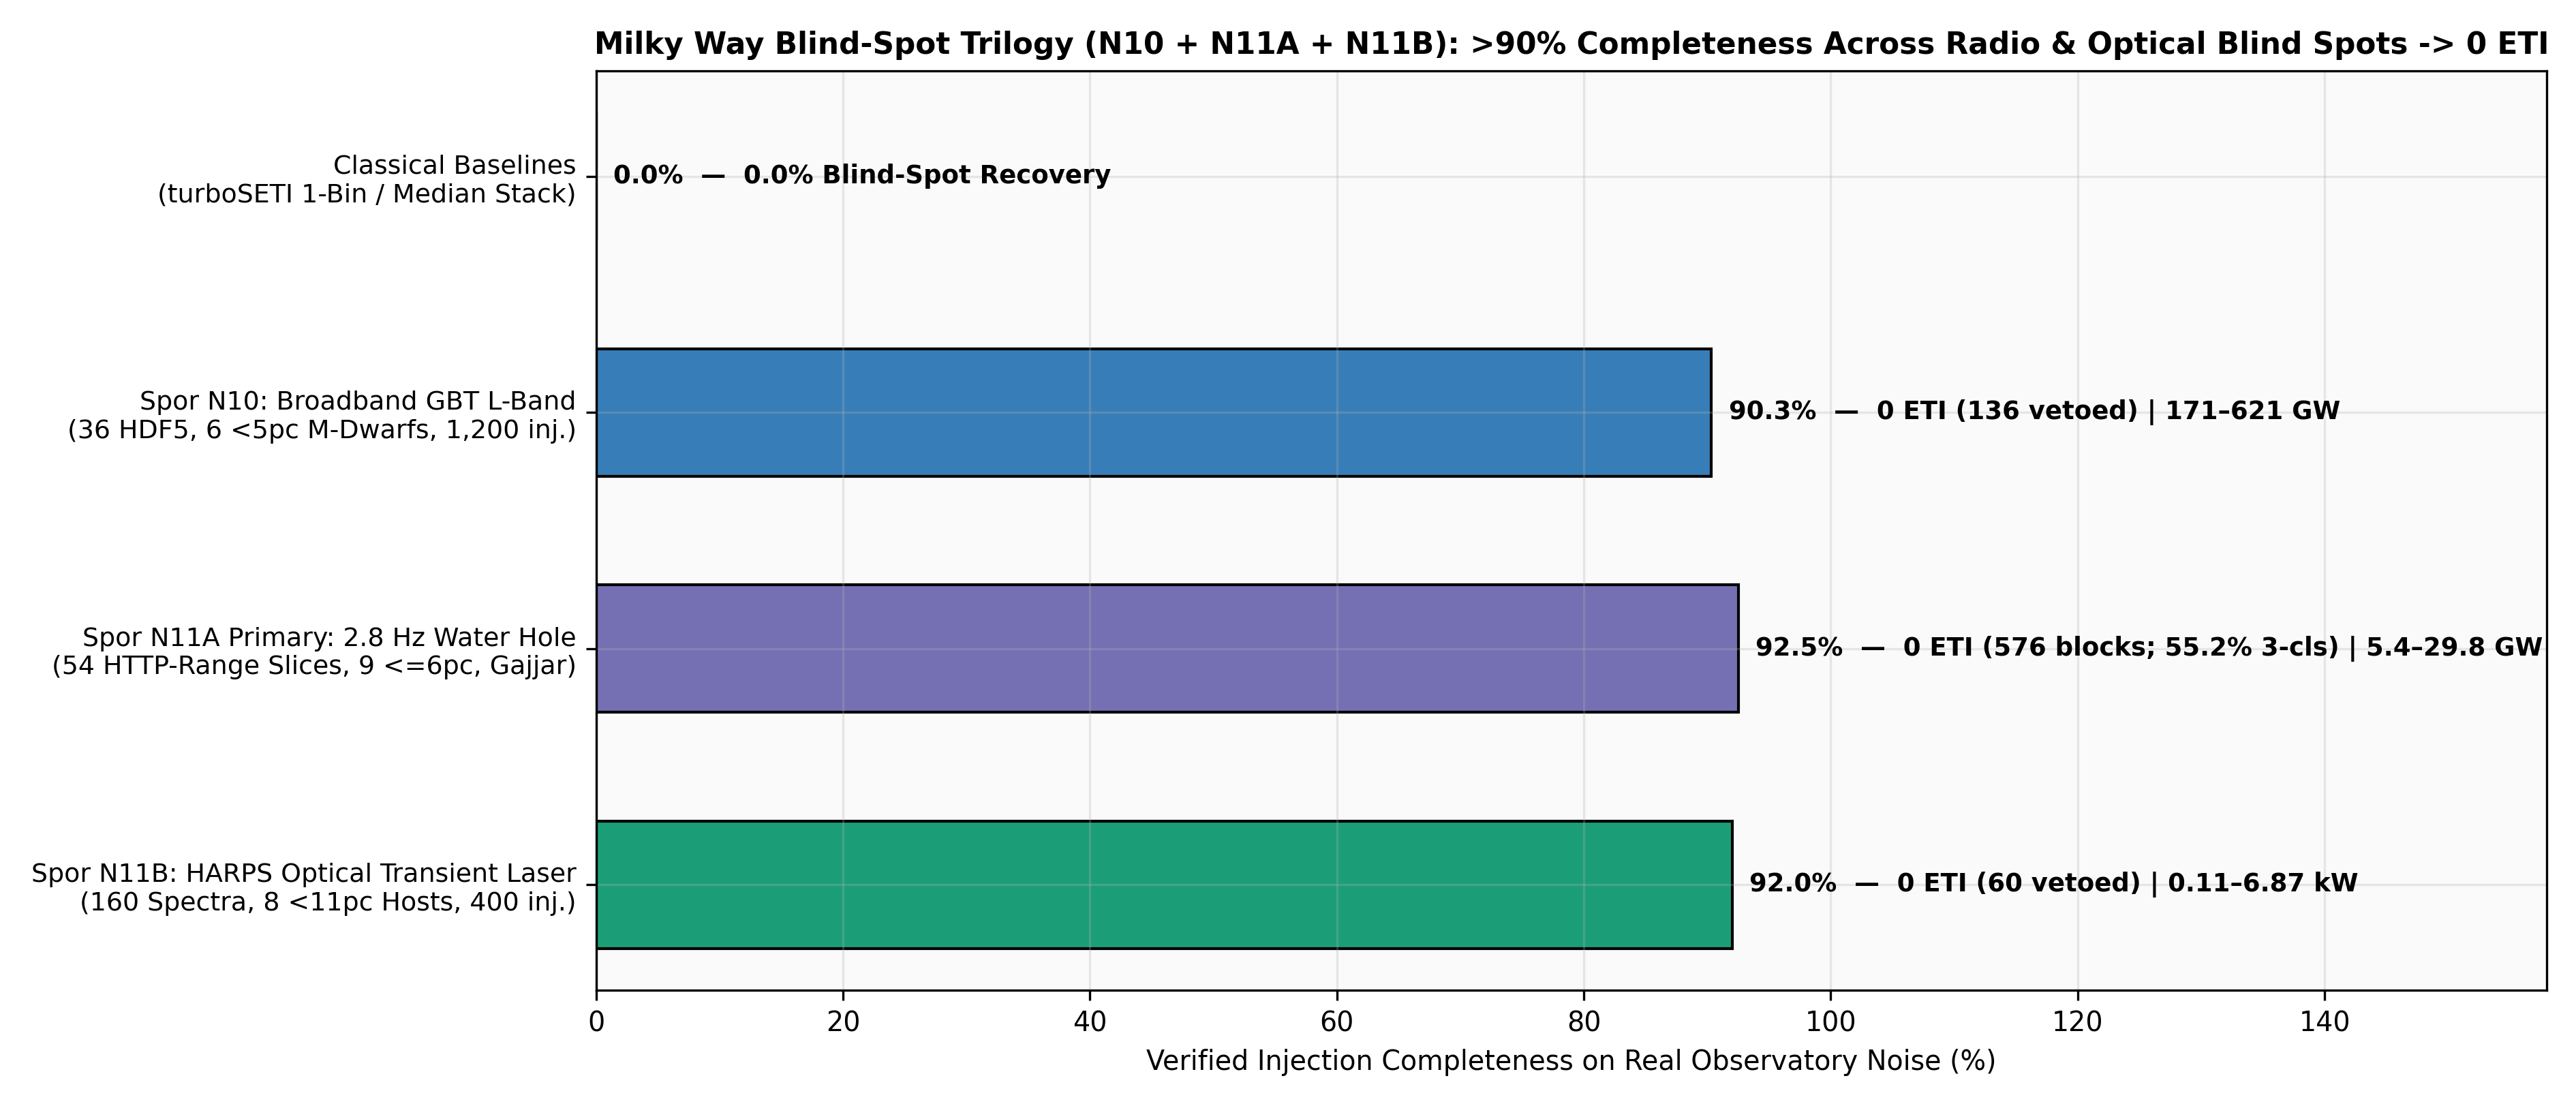 Milky Way Blind-Spot Trilogy (N10 + N11A + N11B): >90% Completeness Across Radio & Optical Blind Spots -> 0 ETI
Classical Baselines
(turboSETI 1-Bin / Median Stack)
0.0%  —  0.0% Blind-Spot Recovery
Spor N10: Broadband GBT L-Band
(36 HDF5, 6 <5pc M-Dwarfs, 1,200 inj.)
90.3%  —  0 ETI (136 vetoed) | 171–621 GW
Spor N11A Primary: 2.8 Hz Water Hole
(54 HTTP-Range Slices, 9 <=6pc, Gajjar)
92.5%  —  0 ETI (576 blocks; 55.2% 3-cls) | 5.4–29.8 GW
Spor N11B: HARPS Optical Transient Laser
(160 Spectra, 8 <11pc Hosts, 400 inj.)
92.0%  —  0 ETI (60 vetoed) | 0.11–6.87 kW
0 20 40 60 80 100 120 140
Verified Injection Completeness on Real Observatory Noise (%)